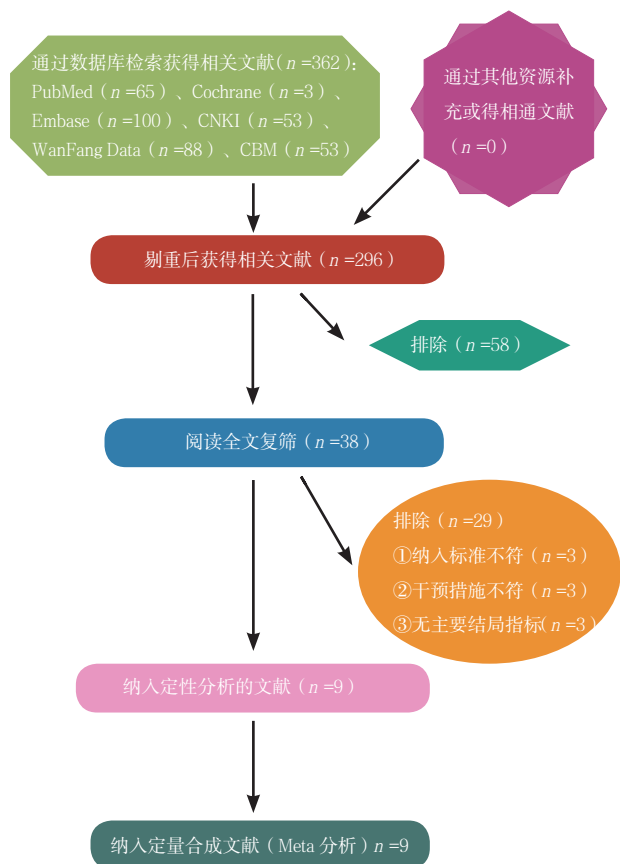 通过数据库检索获得相关文献(n=362):
PubMed(n=65)、Cochrane(n=3)、
Embase(n=100)、CNKI(n=53)、
WanFang Data(n=88)、CBM(n=53)
通过其他资源补
充或得相通文献
(n=0)
剔重后获得相关文献(n=296)
排除(n=58)
阅读全文复筛(n=38)
排除(n=29)
①纳入标准不符(n=3)
②干预措施不符(n=3)
③无主要结局指标(n=3)
纳入定性分析的文献(n=9)
纳入定量合成文献(Meta 分析)n=9